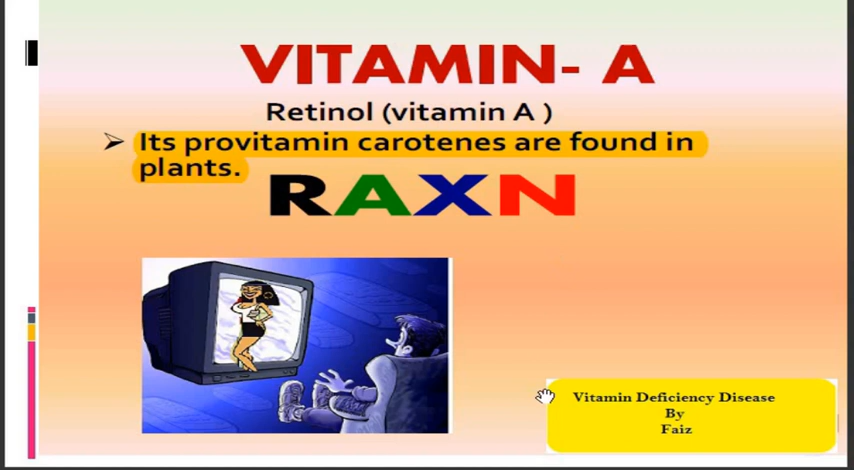 VITAMIN- A
Retinol (vitamin A )
Its provitamin carotenes are found in
plants.
RAXN
Vitamin Deficiency Disease
By
Faiz